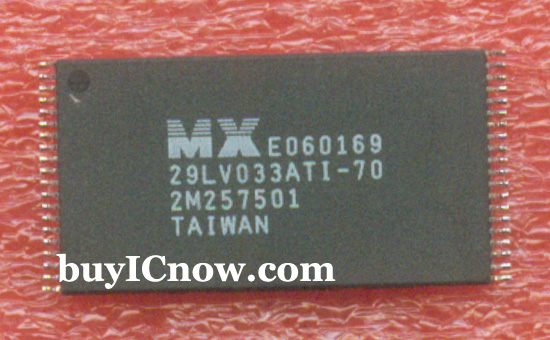 MX E060169
29LV033ATI-70
2M257501
TAIWAN
buyICnow.com